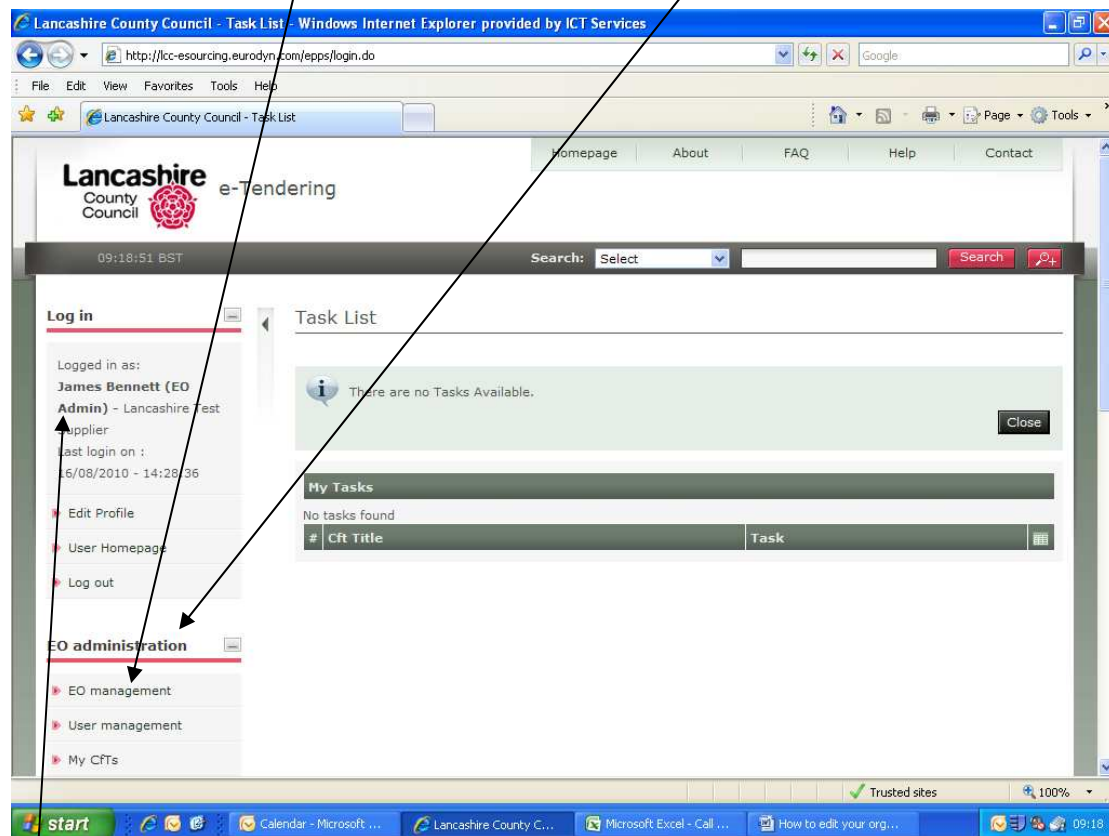 Lancashire County Council - Task List - Windows Internet Explorer provided by ICT Services
http://lcc-esourcing.eurodyn.com/epps/login.do
Google
File Edit View Favorites Tools Help
Lancashire County Council - Task List
Page Tools
Homepage About FAQ Help Contact
Lancashire
County
Council
e-Tendering
09:18:51 BST
Search: Select Search
Log in
Task List
Logged in as:
James Bennett (EO
Admin) - Lancashire Test
Supplier
Last login on :
16/08/2010 - 14:28:36
There are no Tasks Available.
Close
My Tasks
No tasks found
# Cft Title Task
Edit Profile
User Homepage
Log out
EO administration
EO management
User management
My CfTs
Trusted sites 100%
start Calendar - Microsoft ... Lancashire County C... Microsoft Excel - Call ... How to edit your org... 09:18